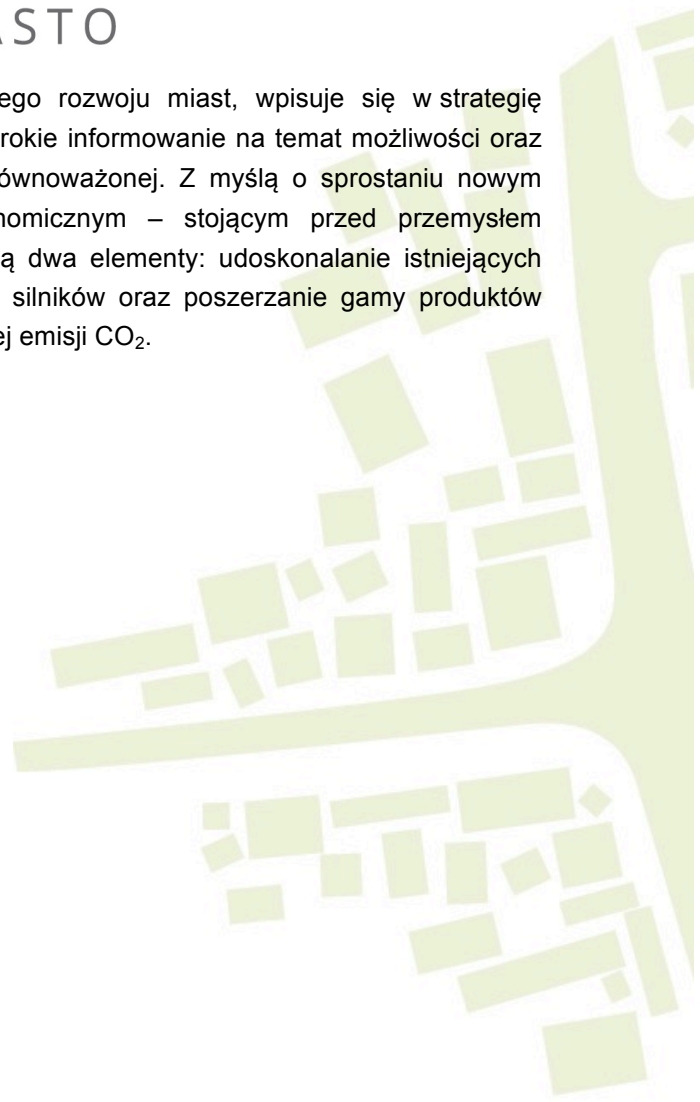 ASTO
ego rozwoju miast, wpisuje się w strategię
rokie informowanie na temat możliwości oraz
ównoważonej. Z myślą o sprostaniu nowym
nomicznym – stojącym przed przemysłem
ą dwa elementy: udoskonalanie istniejących
silników oraz poszerzanie gamy produktów
ej emisji CO₂.